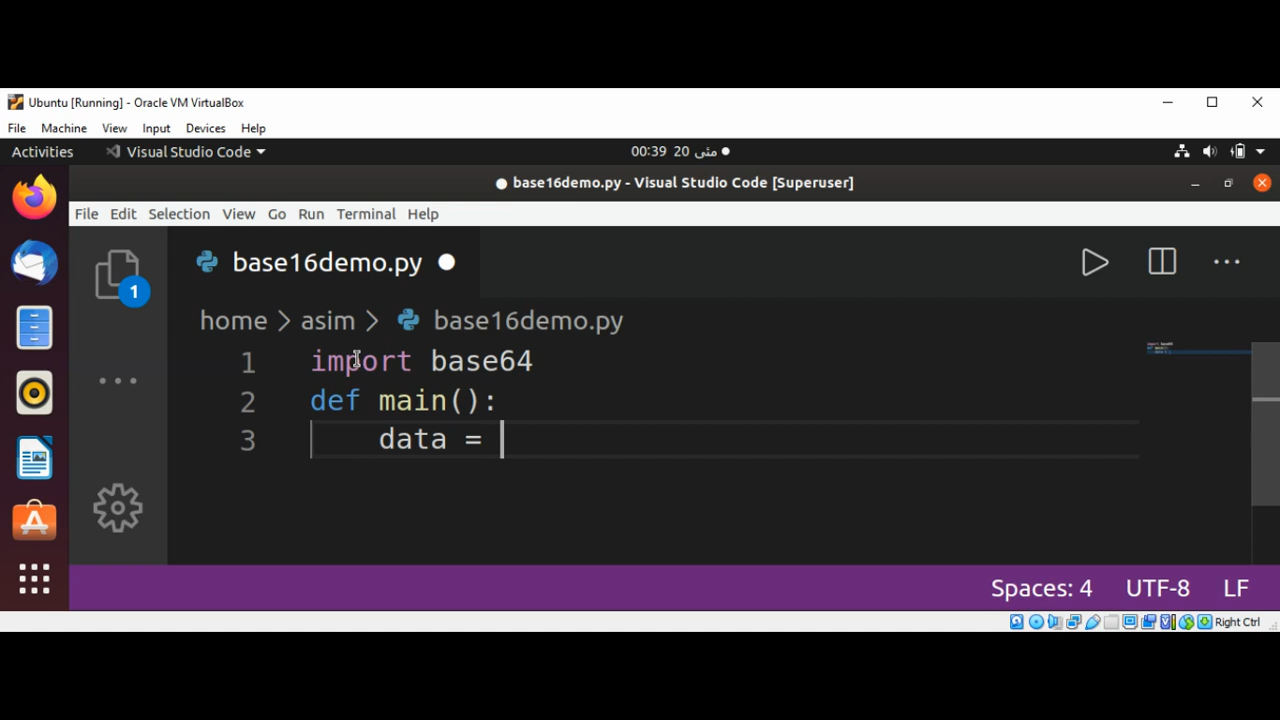 Ubuntu [Running] - Oracle VM VirtualBox
File Machine View Input Devices Help
Activities Visual Studio Code 00:39 20 مئی
base16demo.py - Visual Studio Code [Superuser]
File Edit Selection View Go Run Terminal Help
base16demo.py
1
home > asim > base16demo.py
1 import base64
2 def main():
3 data =
Spaces: 4 UTF-8 LF
Right Ctrl